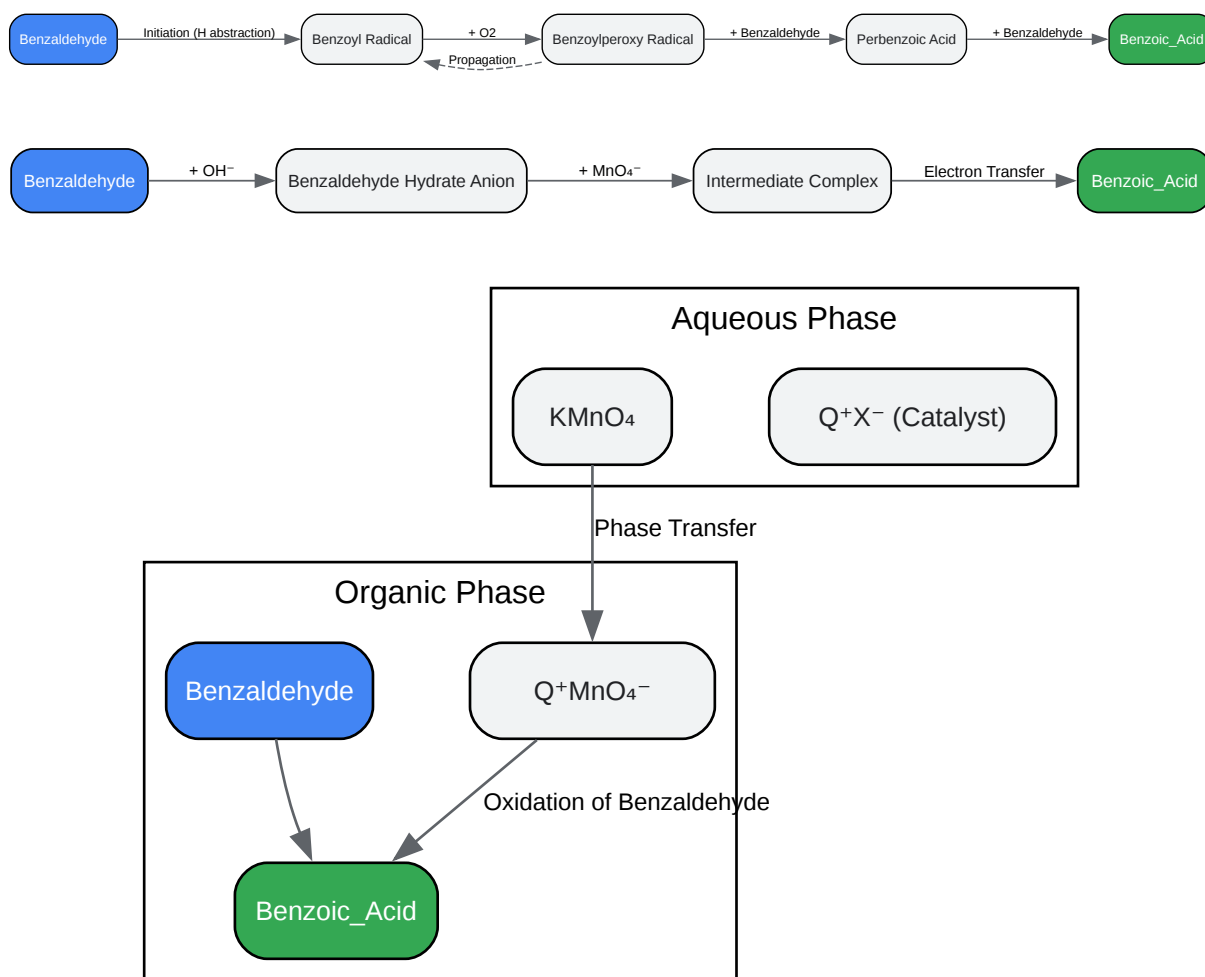 Benzaldehyde
Initiation (H abstraction)
Benzoyl Radical
+ O2
Propagation
Benzoylperoxy Radical
+ Benzaldehyde
Perbenzoic Acid
+ Benzaldehyde
Benzoic_Acid
Benzaldehyde
+ OH⁻
Benzaldehyde Hydrate Anion
+ MnO₄⁻
Intermediate Complex
Electron Transfer
Benzoic_Acid
Aqueous Phase
KMnO₄
Q⁺X⁻ (Catalyst)
Phase Transfer
Organic Phase
Benzaldehyde
Q⁺MnO₄⁻
Oxidation of Benzaldehyde
Benzoic_Acid